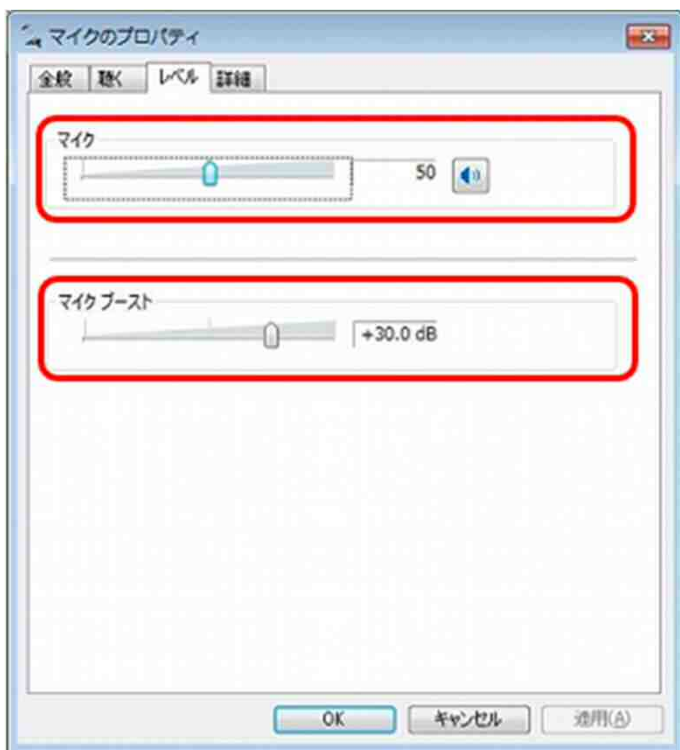 マイクのプロパティ
全般 聴く レベル 詳細
マイク
50
マイク ブースト
+30.0 dB
OK キャンセル 適用(A)